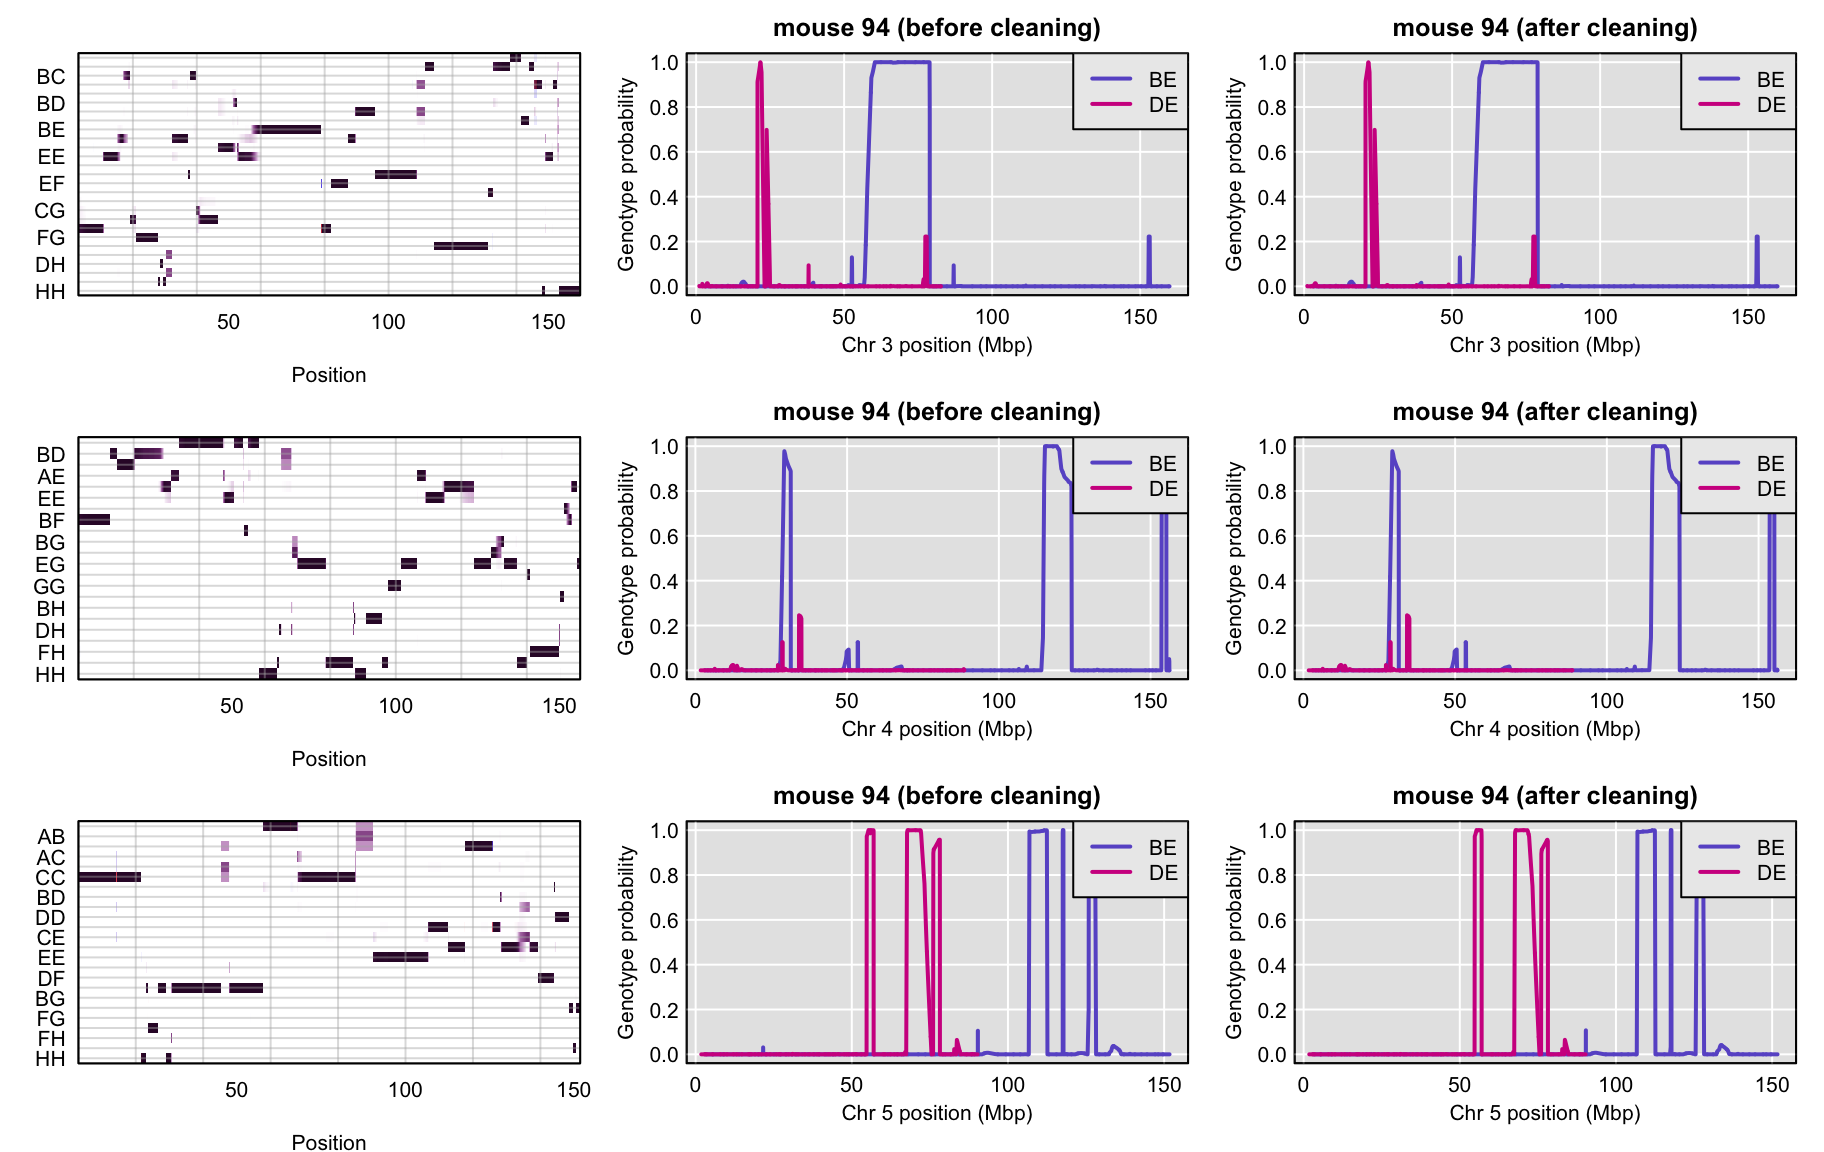 mouse 94 (before cleaning)
mouse 94 (after cleaning)
BC
BD
BE
EE
EF
CG
FG
DH
HH
50 100 150
Position
Genotype probability
1.0
0.8
0.6
0.4
0.2
0.0
BE
DE
0 50 100 150
Chr 3 position (Mbp)
Genotype probability
1.0
0.8
0.6
0.4
0.2
0.0
BE
DE
0 50 100 150
Chr 3 position (Mbp)
mouse 94 (before cleaning)
mouse 94 (after cleaning)
BD
AE
EE
BF
BG
EG
GG
BH
DH
FH
HH
50 100 150
Position
Genotype probability
1.0
0.8
0.6
0.4
0.2
0.0
BE
DE
0 50 100 150
Chr 4 position (Mbp)
Genotype probability
1.0
0.8
0.6
0.4
0.2
0.0
BE
DE
0 50 100 150
Chr 4 position (Mbp)
mouse 94 (before cleaning)
mouse 94 (after cleaning)
AB
AC
CC
BD
DD
CE
EE
DF
BG
FG
FH
HH
50 100 150
Position
Genotype probability
1.0
0.8
0.6
0.4
0.2
0.0
BE
DE
0 50 100 150
Chr 5 position (Mbp)
Genotype probability
1.0
0.8
0.6
0.4
0.2
0.0
BE
DE
0 50 100 150
Chr 5 position (Mbp)